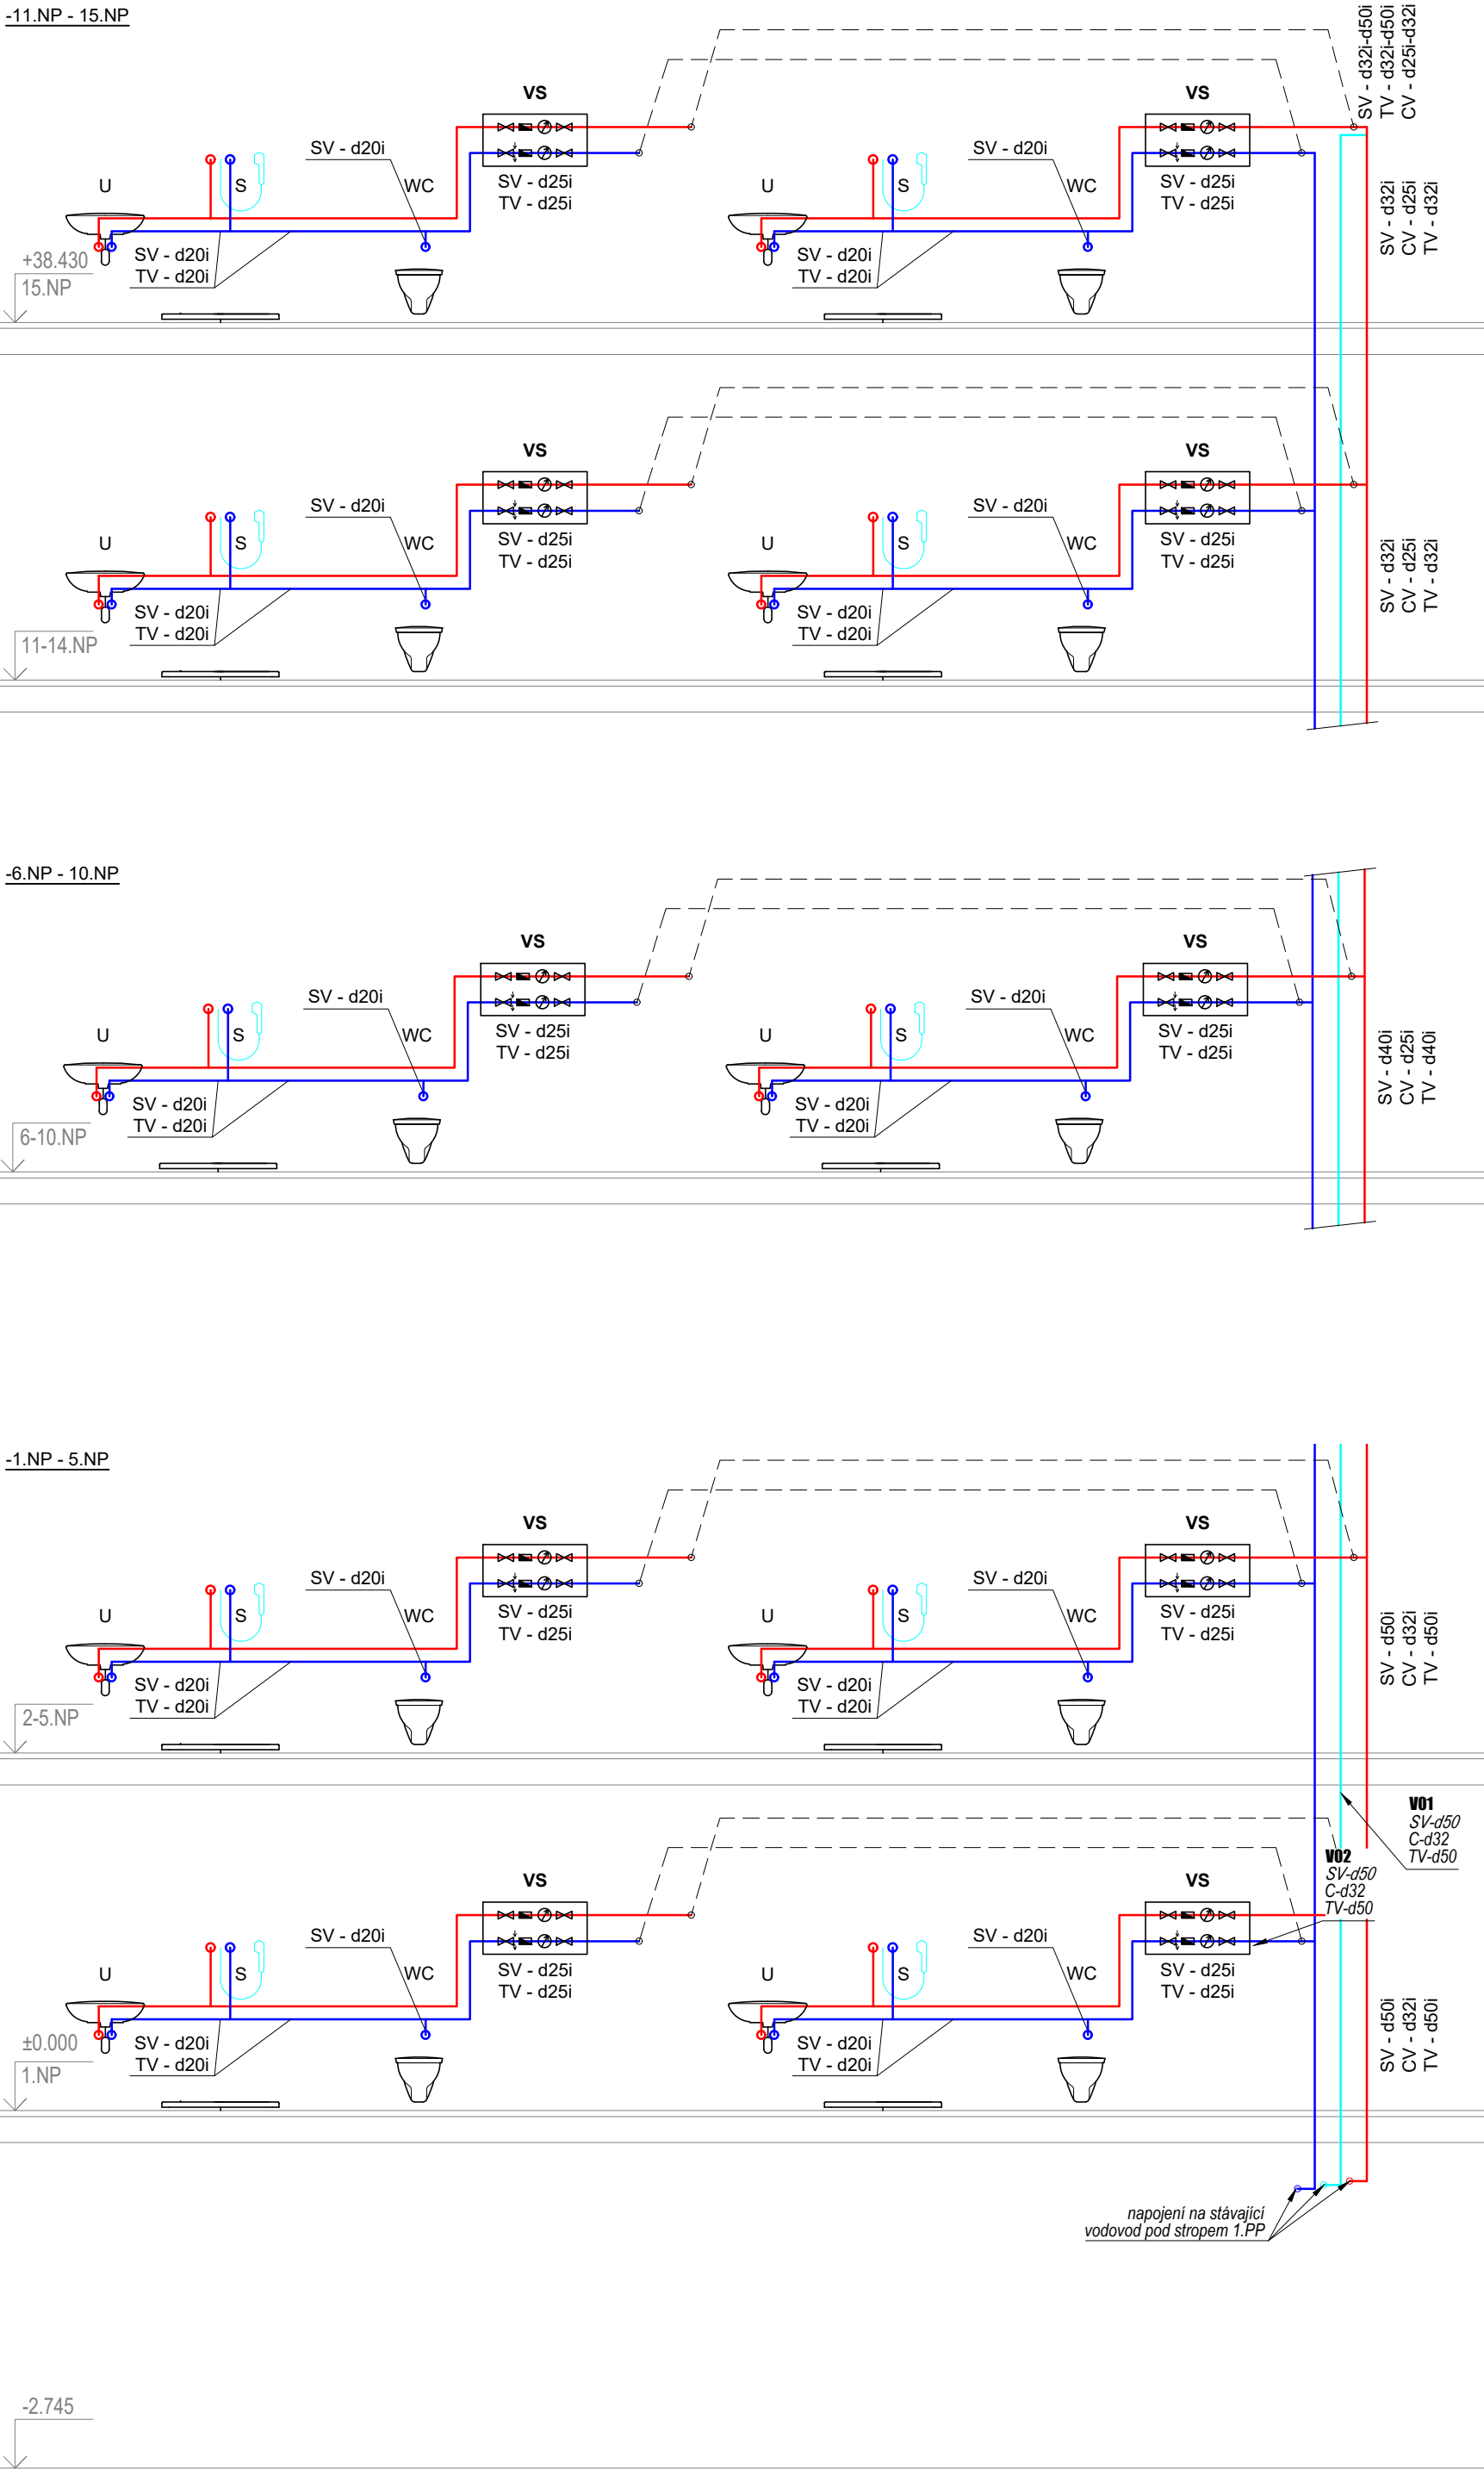 -11.NP - 15.NP
SV - d32i-d50i
TV - d32i-d50i
CV - d25i-d32i
VS
VS
SV - d20i
SV - d20i
U
S
WC
SV - d25i
TV - d25i
U
S
WC
SV - d25i
TV - d25i
SV - d32i
CV - d25i
TV - d32i
+38.430
15.NP
SV - d20i
TV - d20i
SV - d20i
TV - d20i
VS
VS
SV - d20i
SV - d20i
U
S
WC
SV - d25i
TV - d25i
U
S
WC
SV - d25i
TV - d25i
SV - d32i
CV - d25i
TV - d32i
11-14.NP
SV - d20i
TV - d20i
SV - d20i
TV - d20i
-6.NP - 10.NP
VS
VS
SV - d20i
SV - d20i
U
S
WC
SV - d25i
TV - d25i
U
S
WC
SV - d25i
TV - d25i
SV - d40i
CV - d25i
TV - d40i
6-10.NP
SV - d20i
TV - d20i
SV - d20i
TV - d20i
-1.NP - 5.NP
VS
VS
SV - d20i
SV - d20i
U
S
WC
SV - d25i
TV - d25i
U
S
WC
SV - d25i
TV - d25i
SV - d50i
CV - d32i
TV - d50i
2-5.NP
SV - d20i
TV - d20i
SV - d20i
TV - d20i
V01
SV-d50
C-d32
TV-d50
V02
SV-d50
C-d32
TV-d50
VS
VS
SV - d20i
SV - d20i
U
S
WC
SV - d25i
TV - d25i
U
S
WC
SV - d25i
TV - d25i
SV - d50i
CV - d32i
TV - d50i
±0.000
1.NP
SV - d20i
TV - d20i
SV - d20i
TV - d20i
napojení na stávající
vodovod pod stropem 1.PP
-2.745